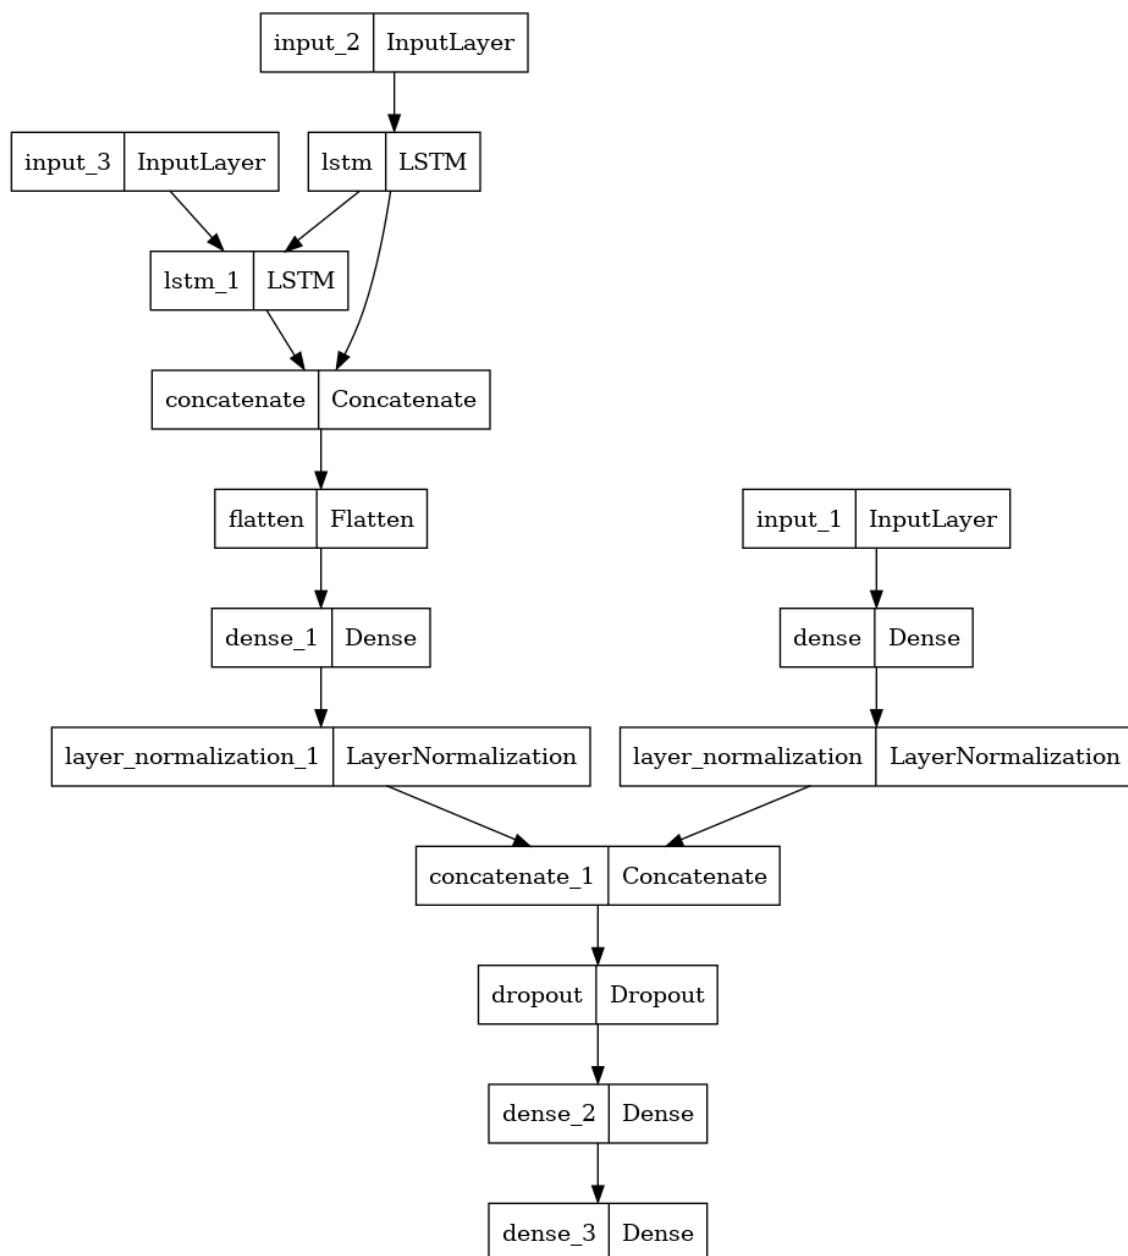 input_2 InputLayer
input_3 InputLayer
lstm LSTM
lstm_1 LSTM
concatenate Concatenate
flatten Flatten
input_1 InputLayer
dense_1 Dense
dense Dense
layer_normalization_1 LayerNormalization
layer_normalization LayerNormalization
concatenate_1 Concatenate
dropout Dropout
dense_2 Dense
dense_3 Dense